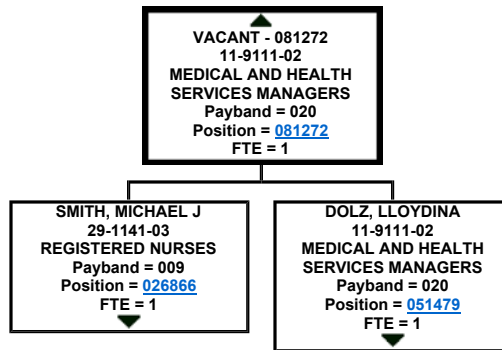 VACANT - 081272
11-9111-02
MEDICAL AND HEALTH
SERVICES MANAGERS
Payband = 020
Position = 081272
FTE = 1
SMITH, MICHAEL J
29-1141-03
REGISTERED NURSES
Payband = 009
Position = 026866
FTE = 1
DOLZ, LLOYDINA
11-9111-02
MEDICAL AND HEALTH
SERVICES MANAGERS
Payband = 020
Position = 051479
FTE = 1